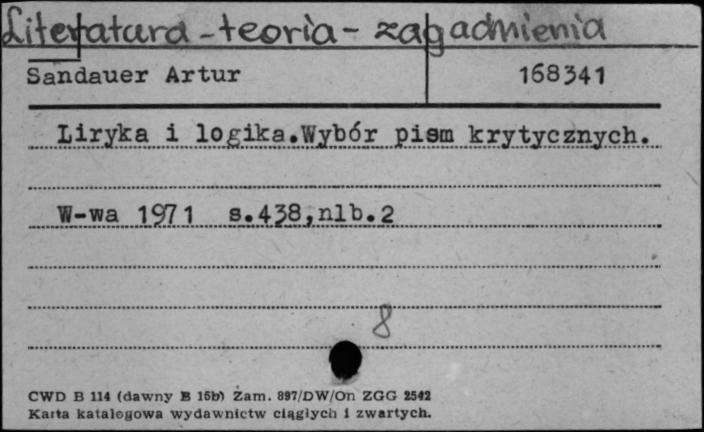 Literatura - teoria - zagadnienia
Sandauer Artur 168341
Liryka i logika.Wybór pism krytycznych.
W-wa 1971 s.438,nlb.2
8
CWD B 114 (dawny B 15b) Zam. 897/DW/On ZGG 2542
Karta katalogowa wydawnictw ciągłych i zwartych.